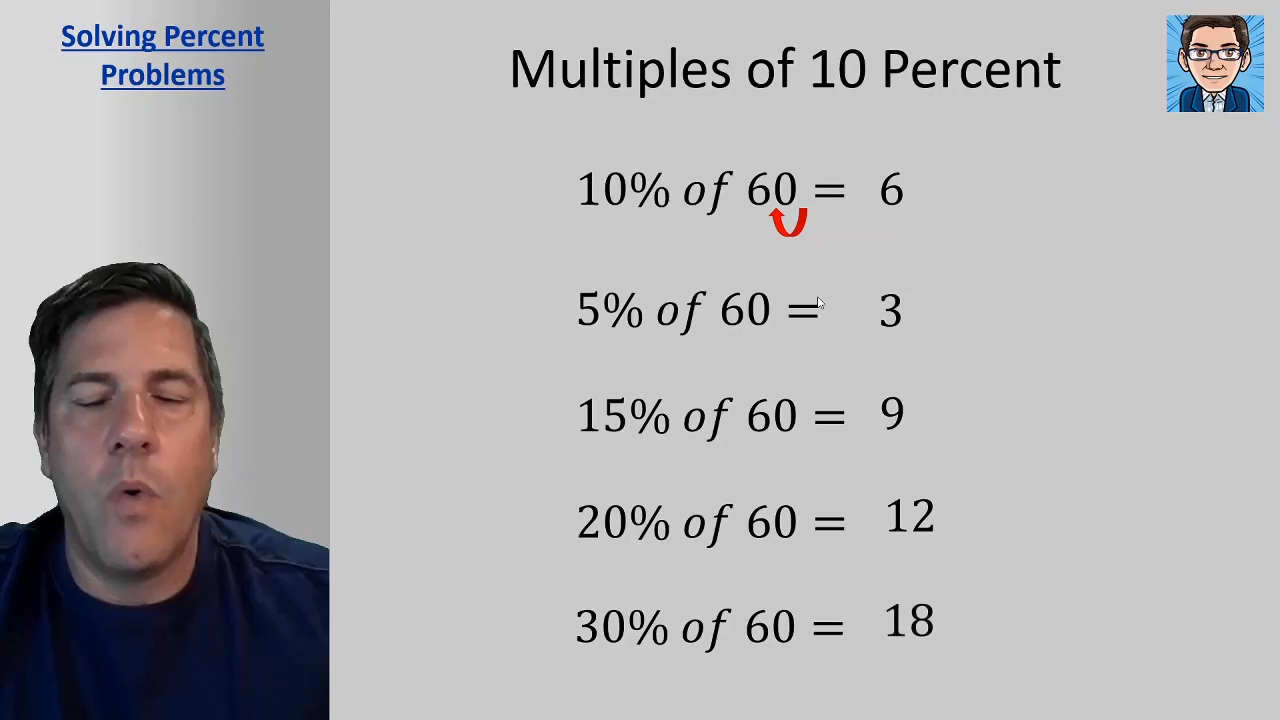 Solving Percent
Problems
Multiples of 10 Percent
10% of 60 = 6
5% of 60 = 3
15% of 60 = 9
20% of 60 = 12
30% of 60 = 18